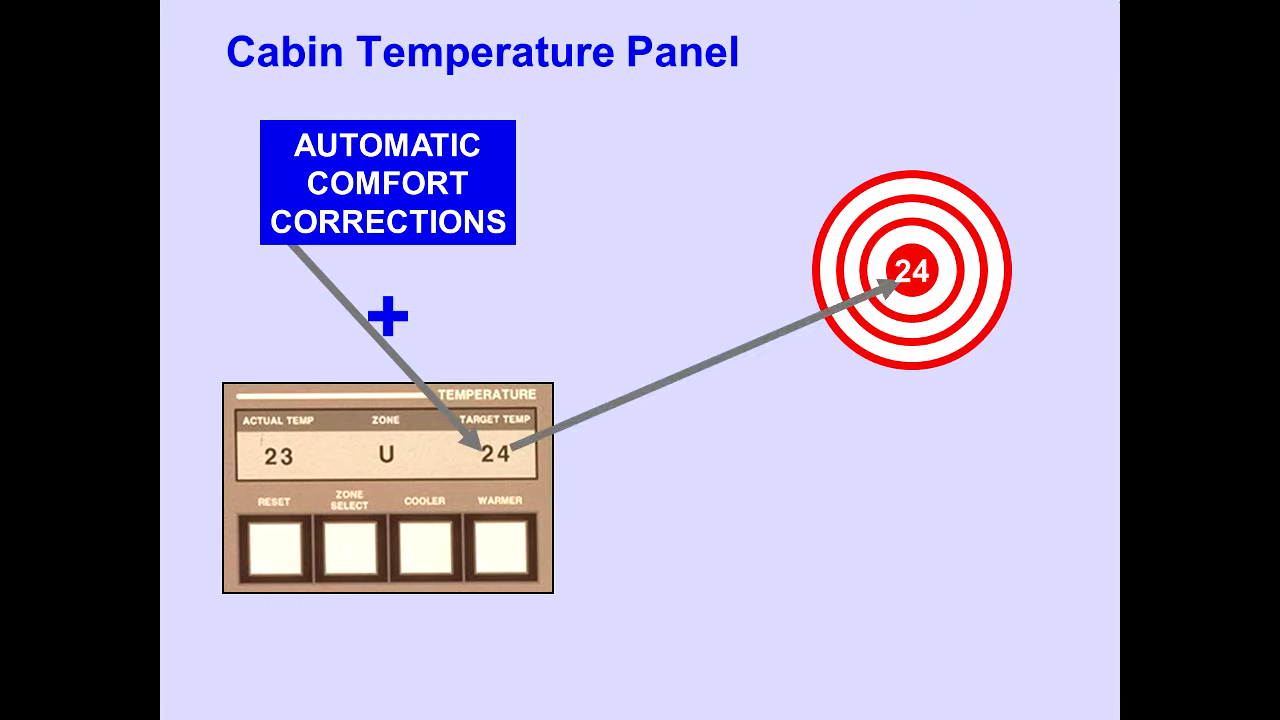 Cabin Temperature Panel
AUTOMATIC
COMFORT
CORRECTIONS
+
24
TEMPERATURE
ACTUAL TEMP ZONE TARGET TEMP
23 U 24
RESET ZONE SELECT COOLER WARMER